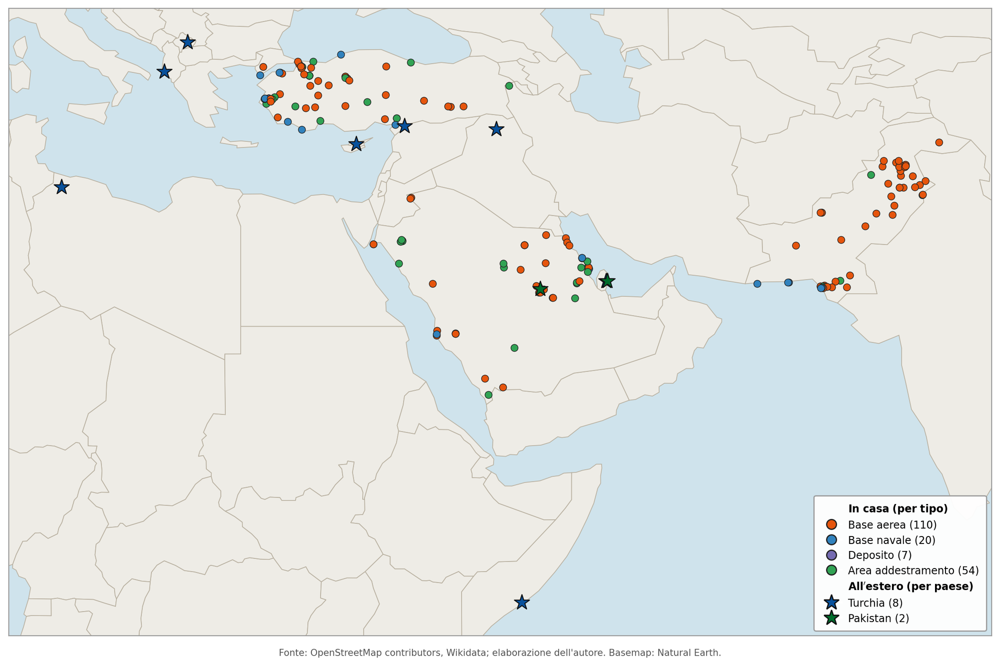 In casa (per tipo)
Base aerea (110)
Base navale (20)
Deposito (7)
Area addestramento (54)
All′estero (per paese)
Turchia (8)
Pakistan (2)
Fonte: OpenStreetMap contributors, Wikidata; elaborazione dell'autore. Basemap: Natural Earth.